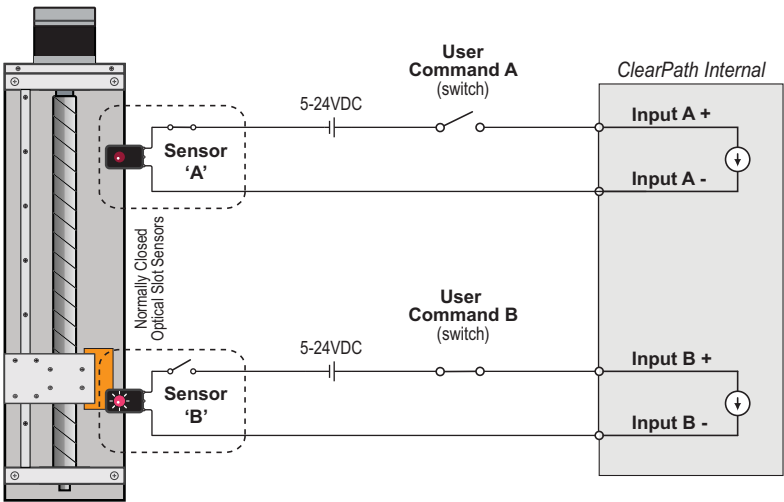 User
Command A
(switch)
ClearPath Internal
5-24VDC
Input A +
Sensor
'A'
Input A -
Normally Closed
Optical Slot Sensors
User
Command B
(switch)
5-24VDC
Input B +
Sensor
'B'
Input B -